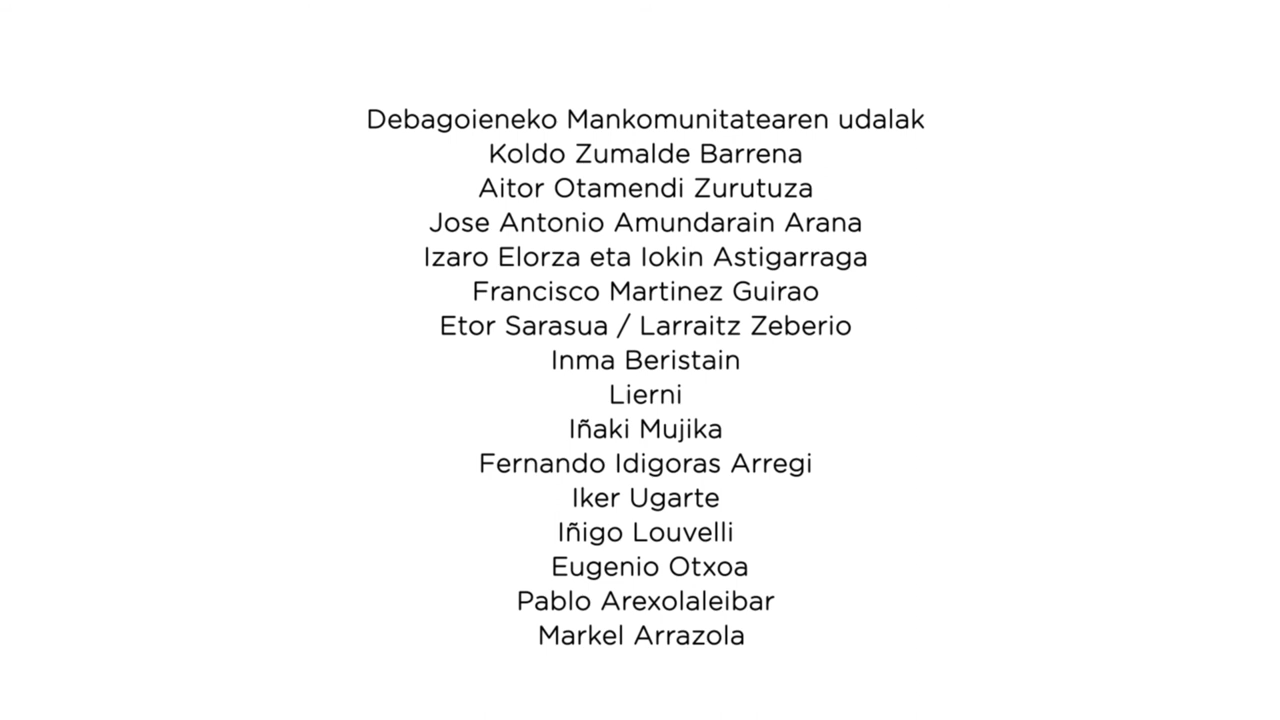 Debagoieneko Mankomunitatearen udalak
Koldo Zumalde Barrena
Aitor Otamendi Zurutuza
Jose Antonio Amundarain Arana
Izaro Elorza eta Iokin Astigarraga
Francisco Martinez Guirao
Etor Sarasua / Larraitz Zeberio
Inma Beristain
Lierni
Iñaki Mujika
Fernando Idigoras Arregi
Iker Ugarte
Iñigo Louvelli
Eugenio Otxoa
Pablo Arexolaleibar
Markel Arrazola